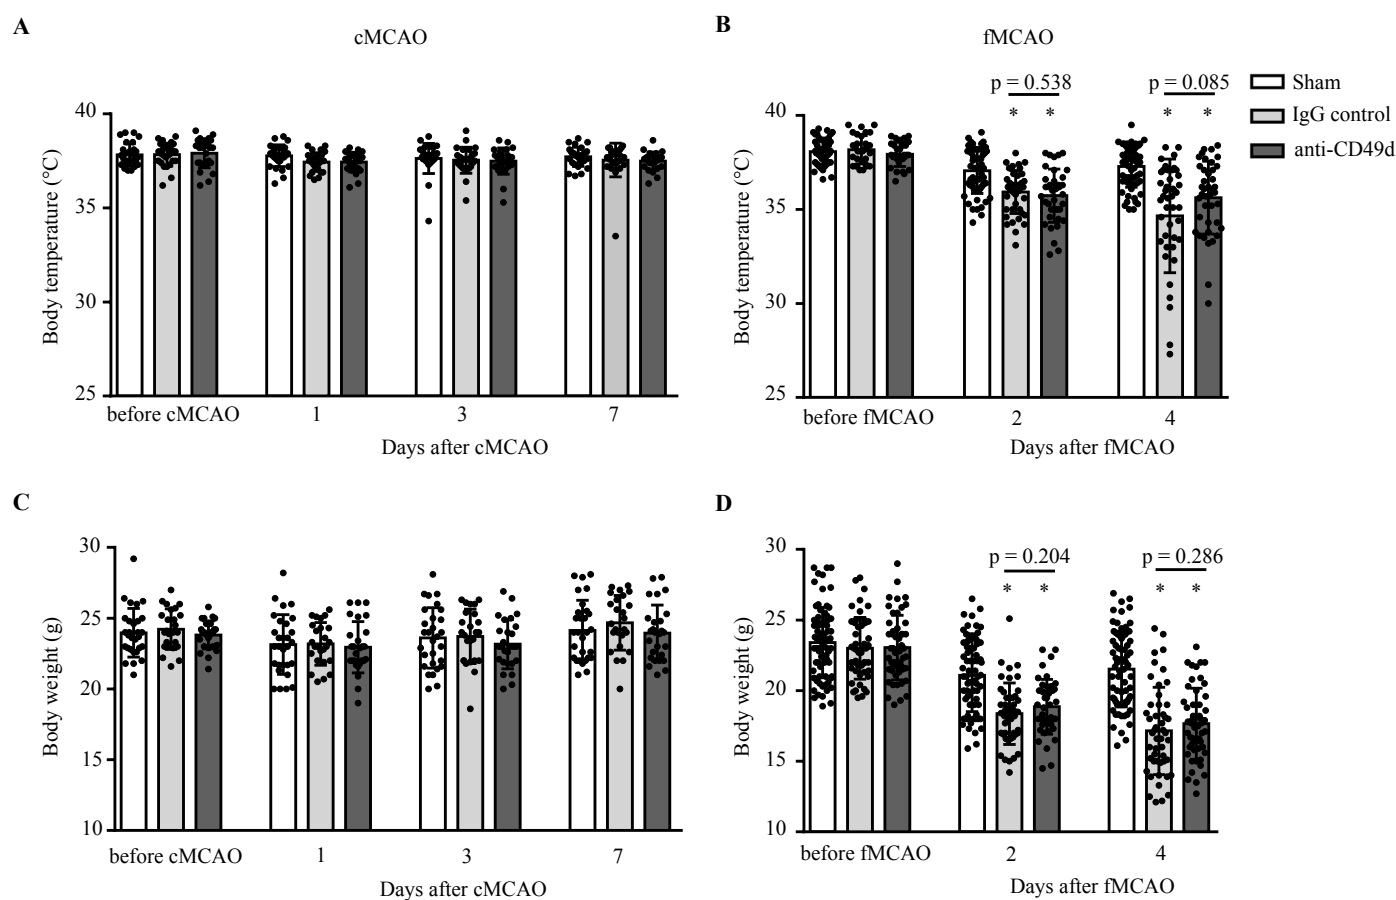 A
cMCAO
40
35
30
25
Body temperature (°C)
before cMCAO
1
3
7
Days after cMCAO
B
fMCAO
p = 0.538
p = 0.085
* *
* *
40
35
30
25
Body temperature (°C)
before fMCAO
2
4
Days after fMCAO
Sham
IgG control
anti-CD49d
C
30
25
20
15
10
Body weight (g)
before cMCAO
1
3
7
Days after cMCAO
D
p = 0.204
p = 0.286
* *
* *
30
25
20
15
10
Body weight (g)
before fMCAO
2
4
Days after fMCAO